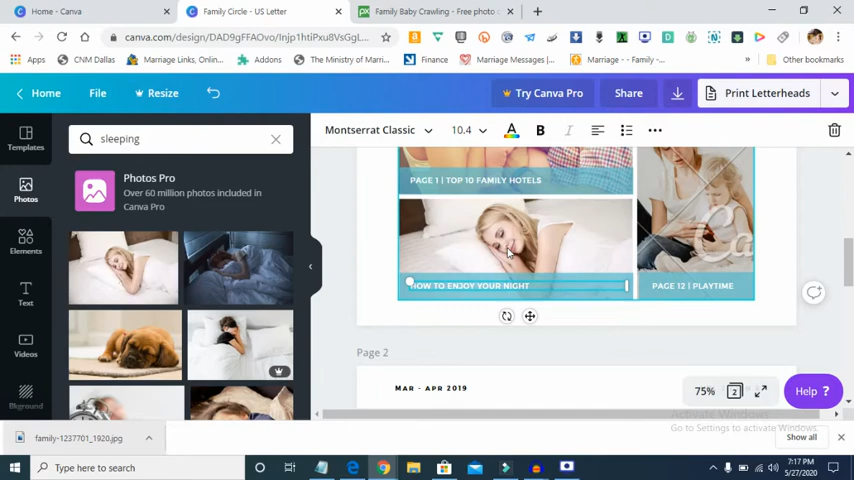 Home - Canva
Family Circle - US Letter
Family Baby Crawling - Free photo
canva.com/design/DAD9gFFAOvo/Injp1htiPxu8VsGgL...
Apps
CNM Dallas
Marriage Links, Onlin...
Addons
The Ministry of Marri...
Finance
Marriage Messages |...
Marriage - - Family -...
Other bookmarks
Home
File
Resize
Try Canva Pro
Share
Print Letterheads
Templates
Photos
Elements
Text
Videos
Bkground
sleeping
Photos Pro
Over 60 million photos included in
Canva Pro
Montserrat Classic
10.4
A
B
I
PAGE 1 | TOP 10 FAMILY HOTELS
HOW TO ENJOY YOUR NIGHT
PAGE 12 | PLAYTIME
Ca
Page 2
MAR - APR 2019
75%
2
Help ?
Activate Windows
Go to Settings to activate Windows.
family-1237701_1920.jpg
Show all
Type here to search
7:17 PM
5/27/2020